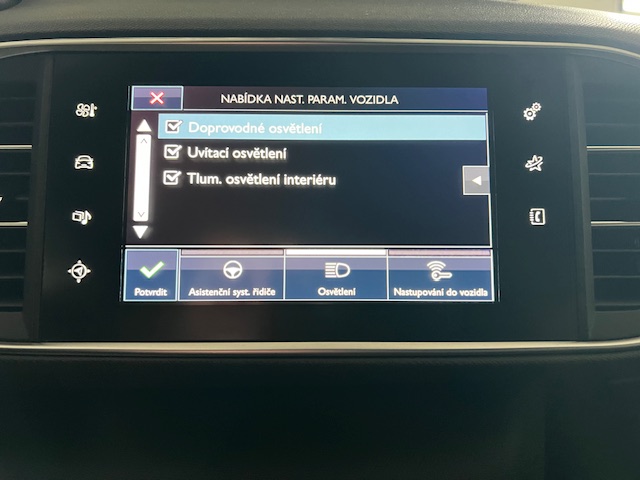 NABÍDKA NAST. PARAM. VOZIDLA
Doprovodné osvětlení
Uvítací osvětlení
Tlum. osvětlení interiéru
Potvrdit
Asistenční syst. řidiče
Osvětlení
Nastupování do vozidla